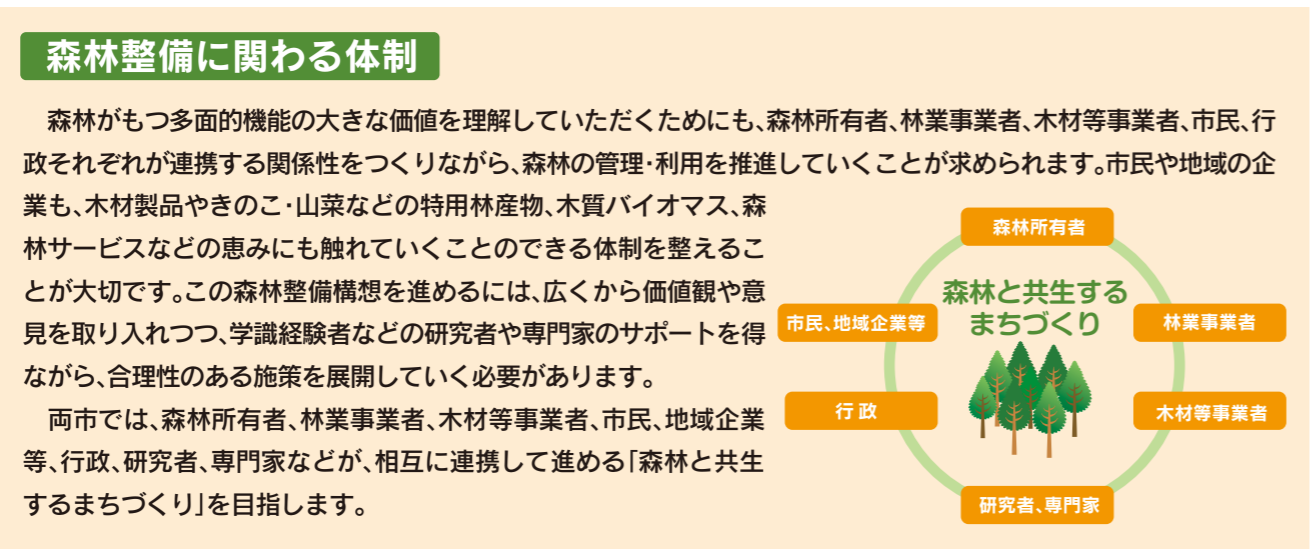 森林整備に関わる体制
　森林がもつ多面的機能の大きな価値を理解していただくためにも、森林所有者、林業事業者、木材等事業者、市民、行
政それぞれが連携する関係性をつくりながら、森林の管理・利用を推進していくことが求められます。市民や地域の企
業も、木材製品やきのこ・山菜などの特用林産物、木質バイオマス、森
林サービスなどの恵みにも触れていくことのできる体制を整えるこ
とが大切です。この森林整備構想を進めるには、広くから価値観や意
見を取り入れつつ、学識経験者などの研究者や専門家のサポートを得
ながら、合理性のある施策を展開していく必要があります。
　両市では、森林所有者、林業事業者、木材等事業者、市民、地域企業
等、行政、研究者、専門家などが、相互に連携して進める「森林と共生
するまちづくり」を目指します。
森林所有者
森林と共生する
まちづくり
市民、地域企業等
林業事業者
行政
木材等事業者
研究者、専門家